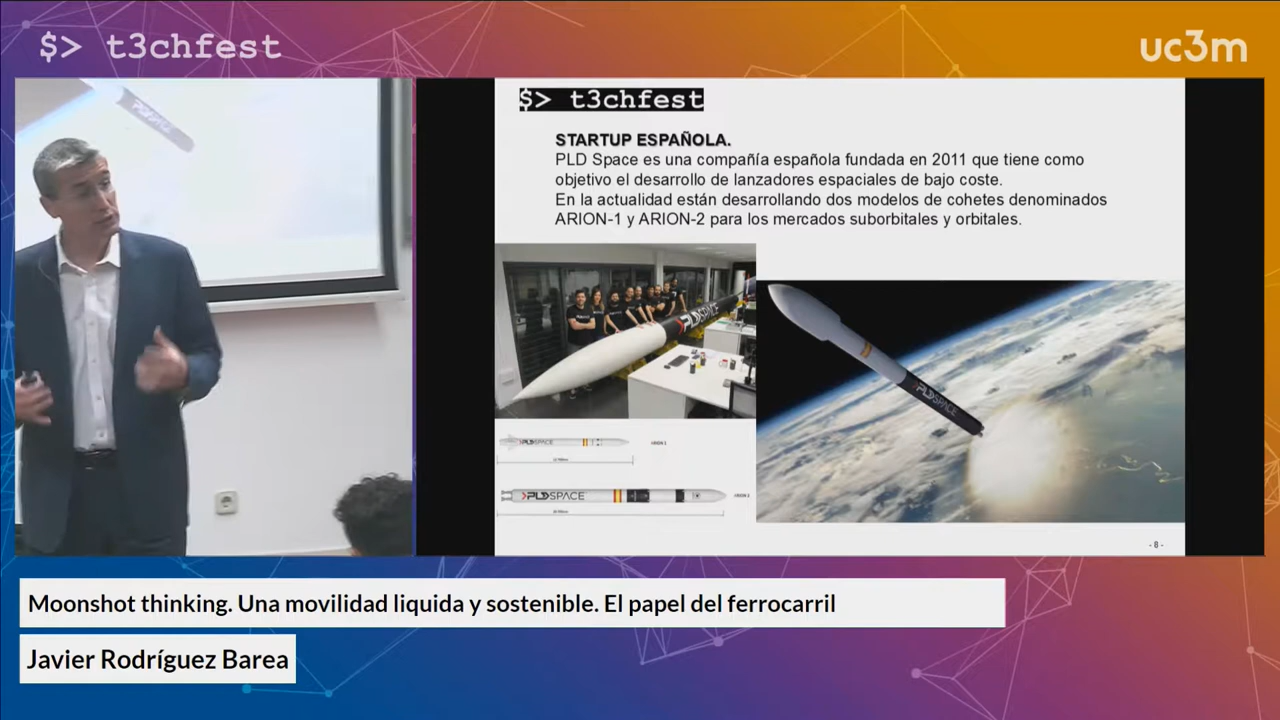 $> t3chfest
uc3m
$> t3chfest
STARTUP ESPAÑOLA.
PLD Space es una compañía española fundada en 2011 que tiene como
objetivo el desarrollo de lanzadores espaciales de bajo coste.
En la actualidad están desarrollando dos modelos de cohetes denominados
ARION-1 y ARION-2 para los mercados suborbitales y orbitales.
PLD SPACE
PLD SPACE
PLD SPACE
ARION 1
PLD SPACE
ARION 2
- 8 -
Moonshot thinking. Una movilidad liquida y sostenible. El papel del ferrocarril
Javier Rodríguez Barea